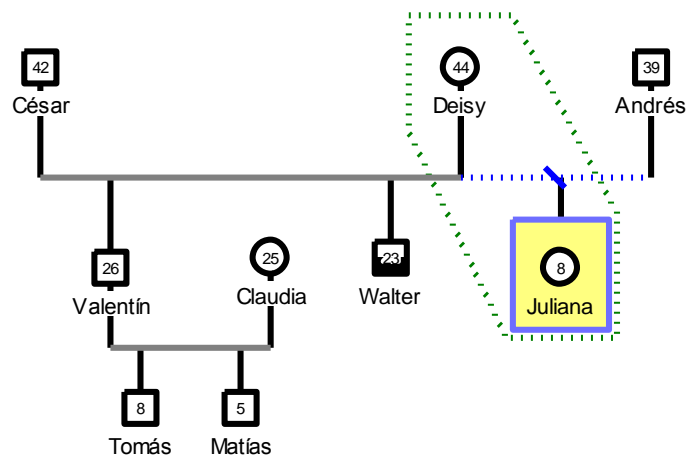 42
44
39
César
Deisy
Andrés
26
25
23
8
Valentín
Claudia
Walter
Juliana
8
5
Tomás
Matías